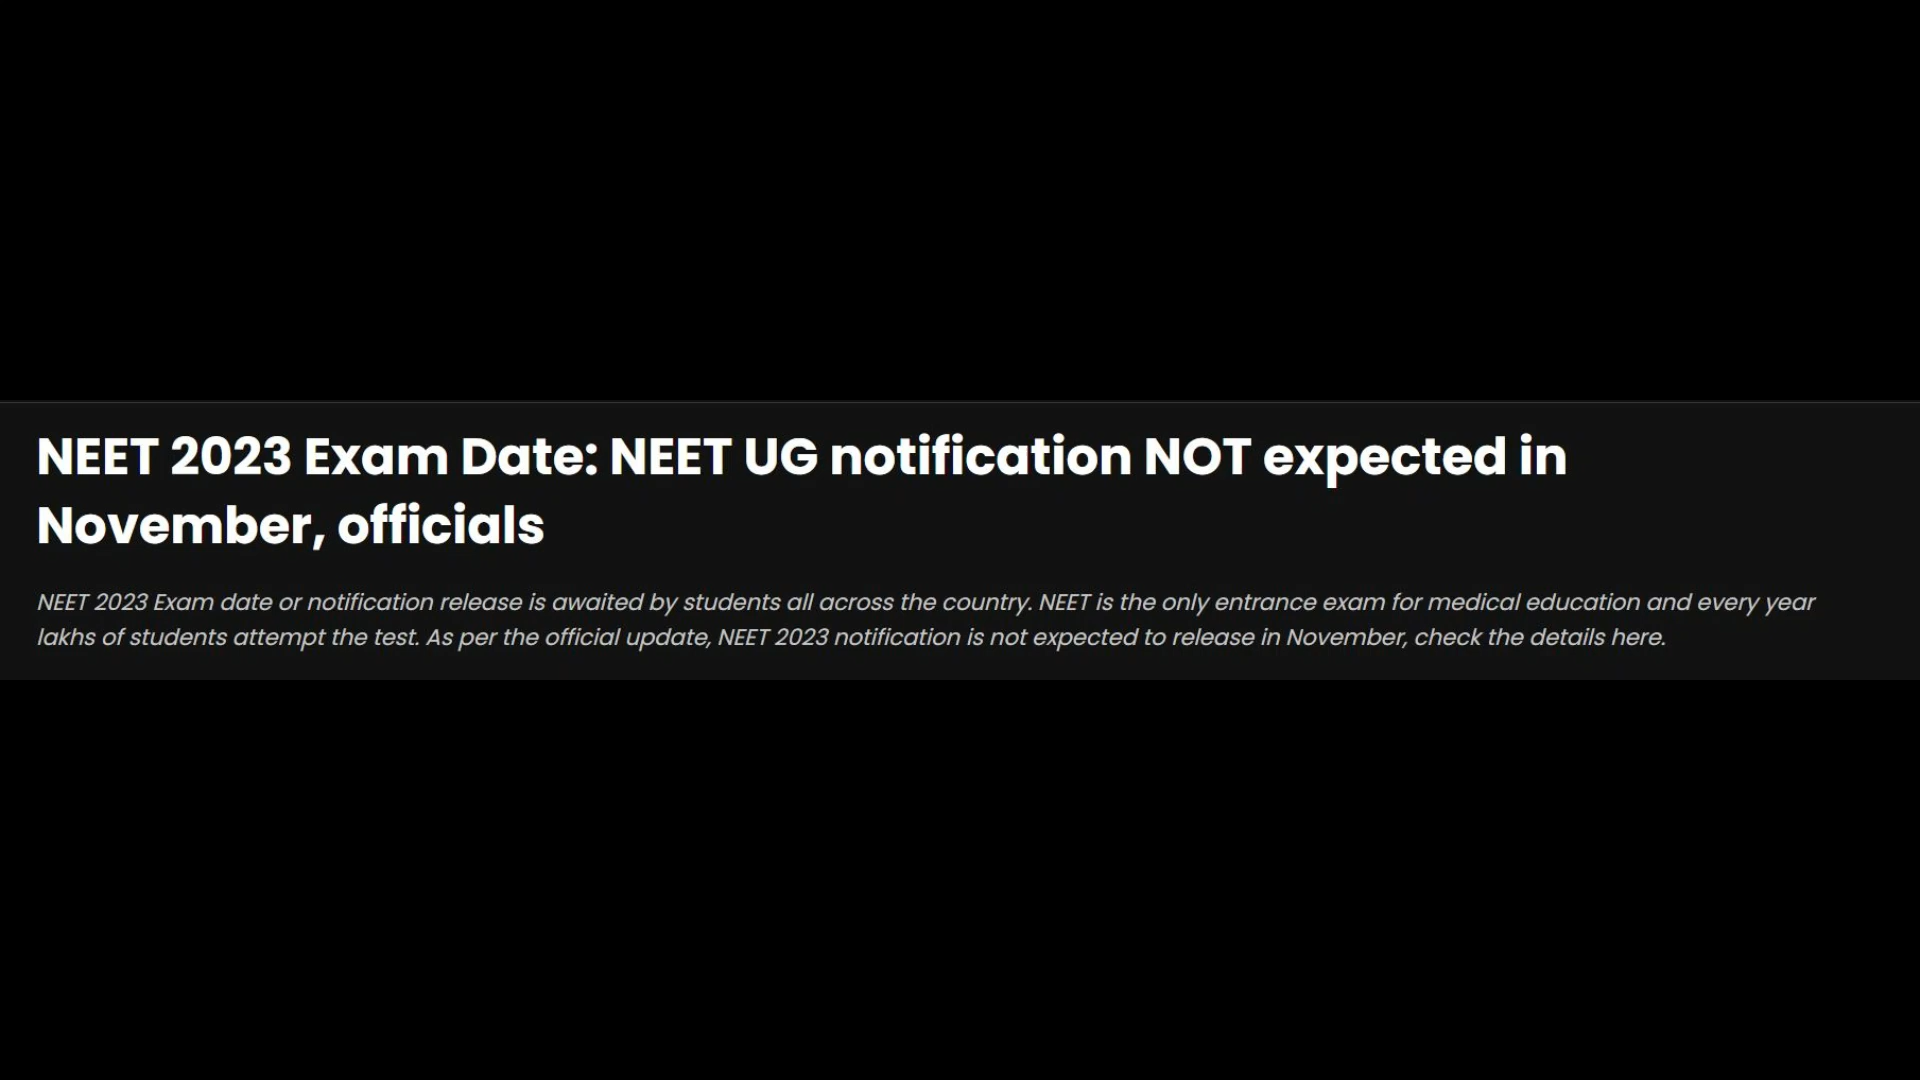 NEET 2023 Exam Date: NEET UG notification NOT expected in
November, officials
NEET 2023 Exam date or notification release is awaited by students all across the country. NEET is the only entrance exam for medical education and every year
lakhs of students attempt the test. As per the official update, NEET 2023 notification is not expected to release in November, check the details here.